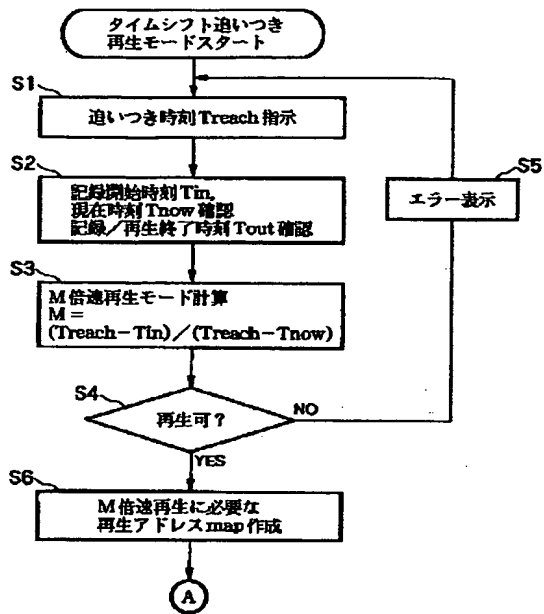 タイムシフト追いつき
再生モードスタート
S1
追いつき時刻Treach指示
S2
記録開始時刻Tin,
現在時刻Tnow確認
記録／再生終了時刻Tout確認
S5
エラー表示
S3
M倍速再生モード計算
M＝
(Treach－Tin)／(Treach－Tnow)
S4
再生可？
NO
YES
S6
M倍速再生に必要な
再生アドレスmap作成
A